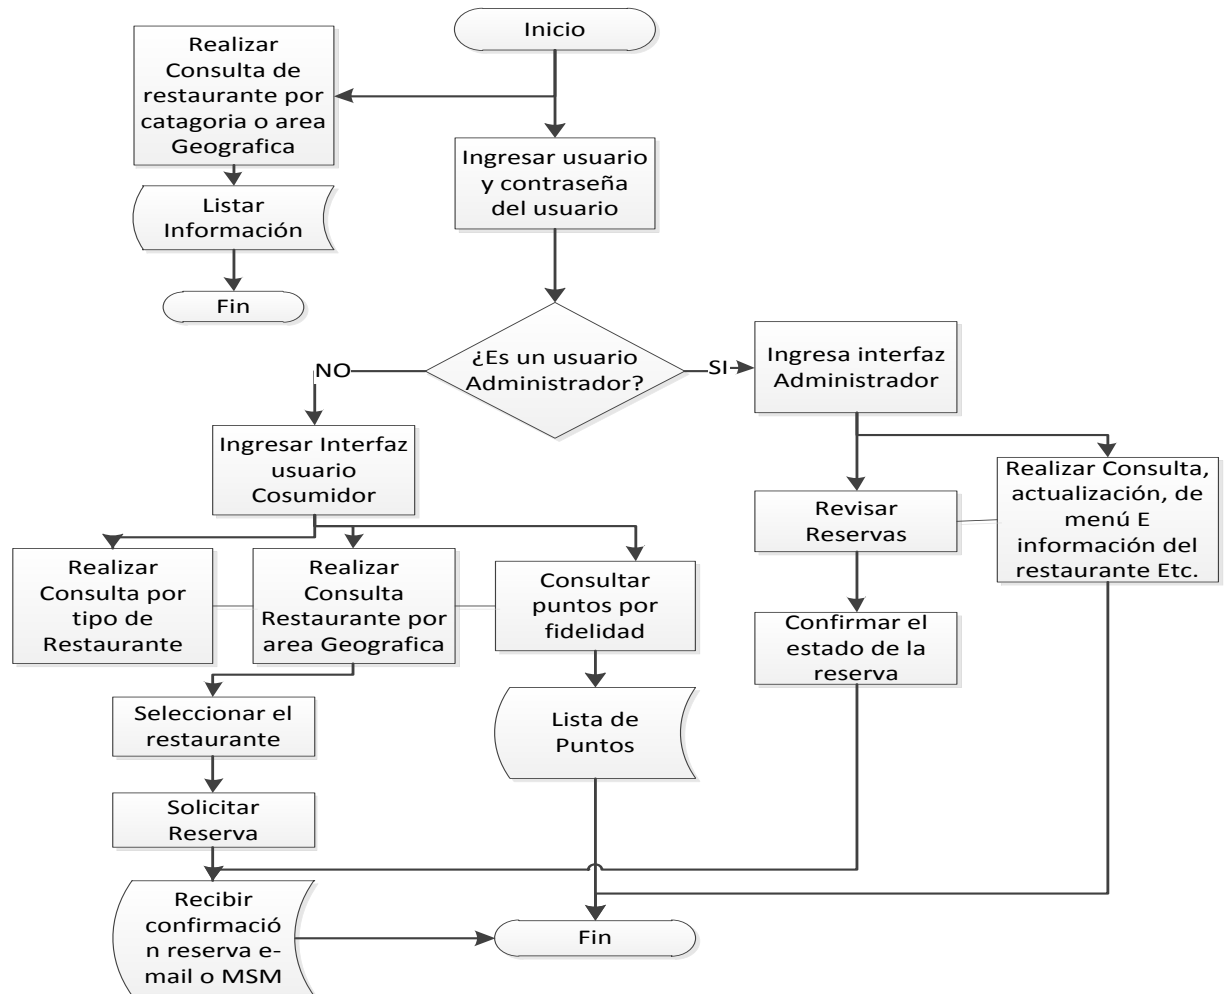 Inicio
Realizar
Consulta de
restaurante por
catagoria o area
Geografica
Ingresar usuario
y contraseña
del usuario
Listar
Información
Fin
¿Es un usuario
Administrador?
NO
SI
Ingresa interfaz
Administrador
Ingresar Interfaz
usuario
Cosumidor
Revisar
Reservas
Realizar Consulta,
actualización, de
menú E
información del
restaurante Etc.
Realizar
Consulta por
tipo de
Restaurante
Realizar
Consulta
Restaurante por
area Geografica
Consultar
puntos por
fidelidad
Confirmar el
estado de la
reserva
Seleccionar el
restaurante
Lista de
Puntos
Solicitar
Reserva
Recibir
confirmació
n reserva e-
mail o MSM
Fin